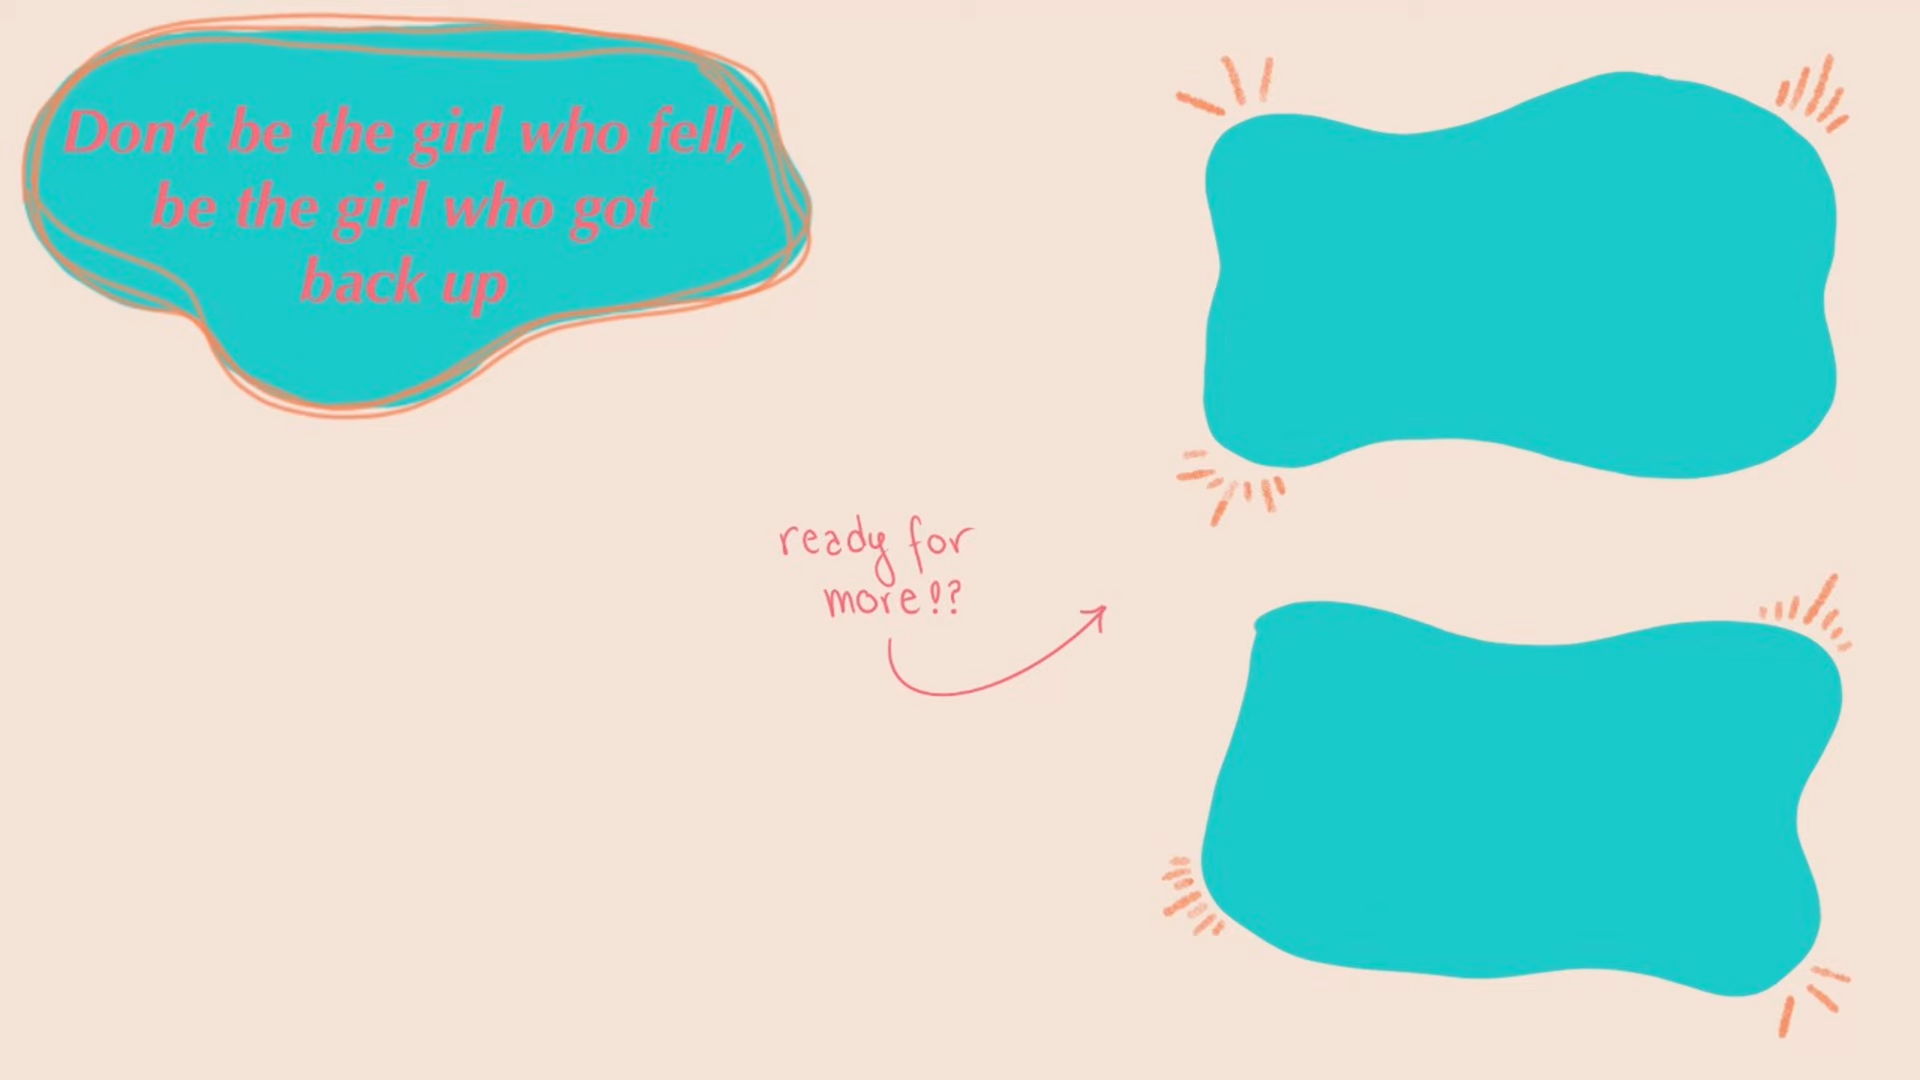 Don't be the girl who fell,
be the girl who got
back up
ready for
more!?